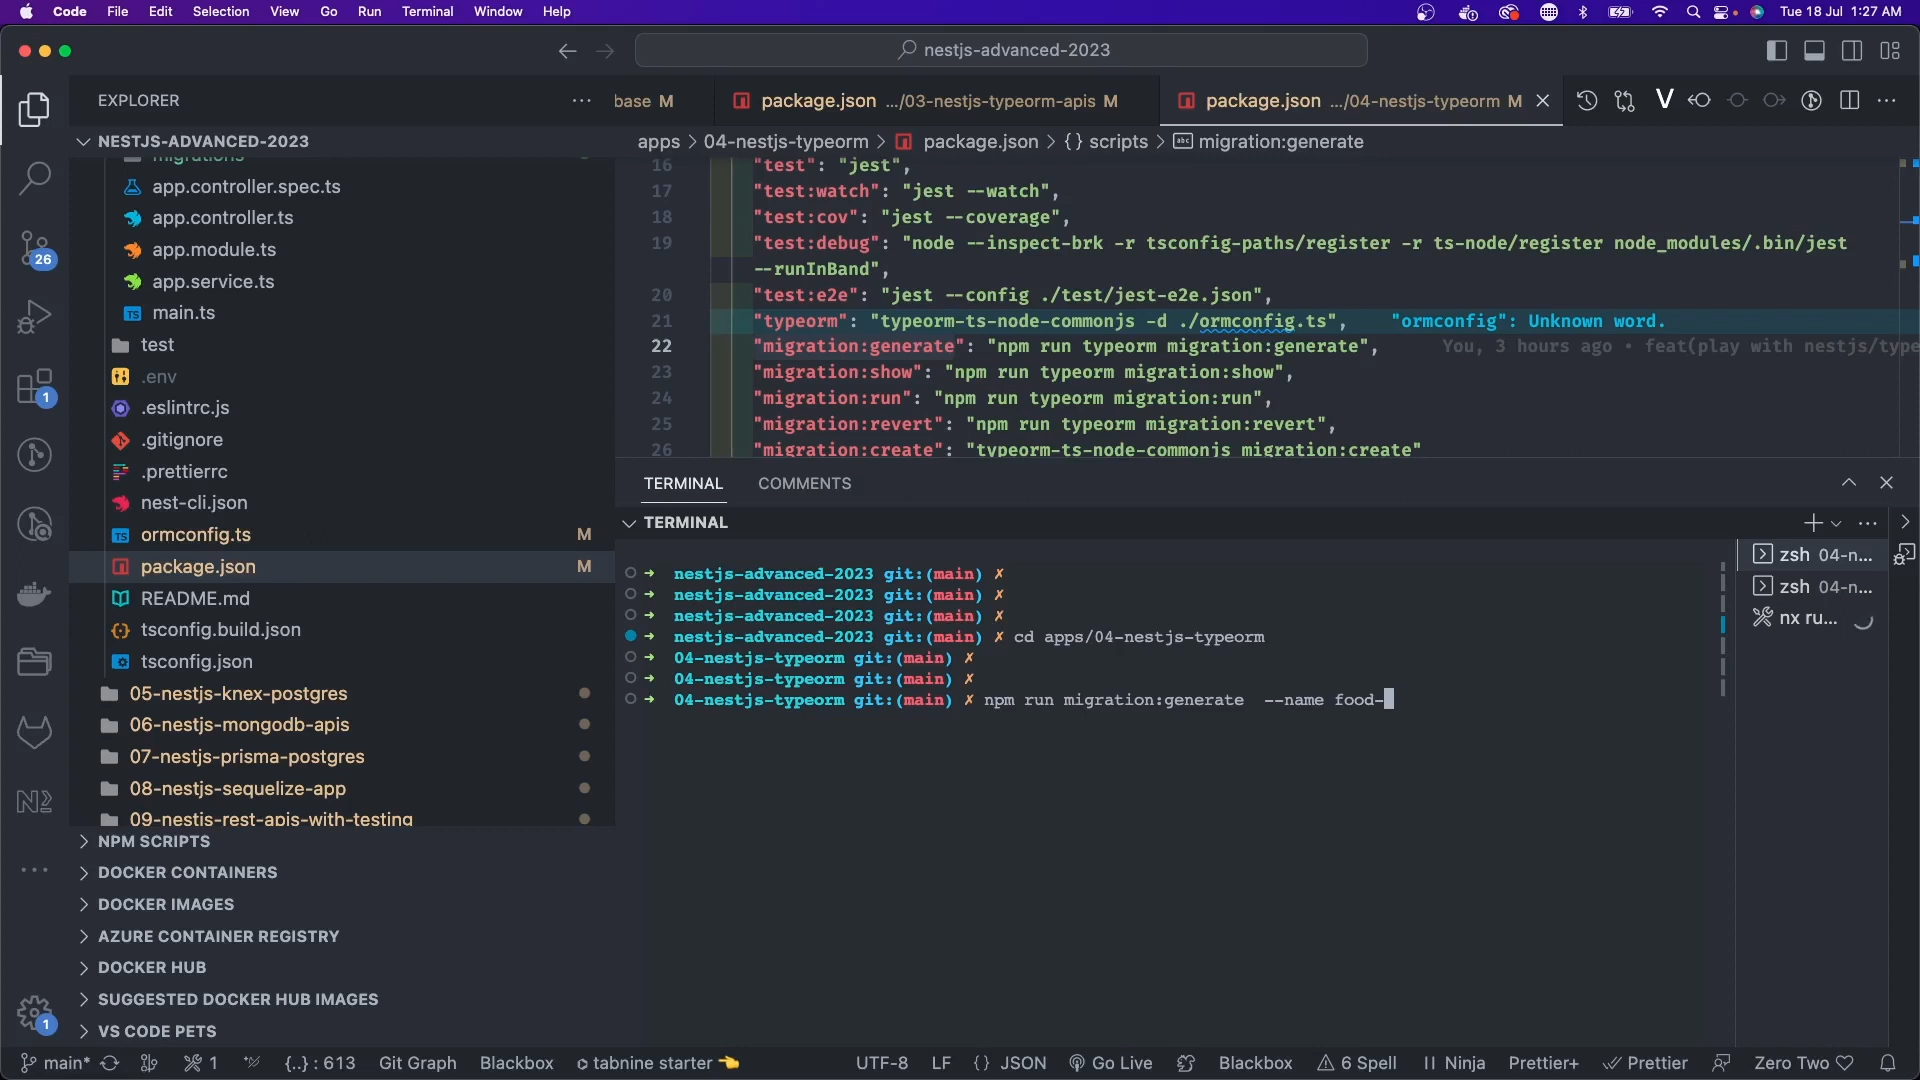 Code File Edit Selection View Go Run Terminal Window Help Tue 18 Jul 1:27 AM
nestjs-advanced-2023
EXPLORER
base M package.json .../03-nestjs-typeorm-apis M package.json .../04-nestjs-typeorm M
NESTJS-ADVANCED-2023
apps > 04-nestjs-typeorm > package.json > {} scripts > migration:generate
migrations
app.controller.spec.ts
app.controller.ts
app.module.ts
app.service.ts
main.ts
test
.env
.eslintrc.js
.gitignore
.prettierrc
nest-cli.json
ormconfig.ts M
package.json M
README.md
tsconfig.build.json
tsconfig.json
05-nestjs-knex-postgres
06-nestjs-mongodb-apis
07-nestjs-prisma-postgres
08-nestjs-sequelize-app
09-nestjs-rest-apis-with-testing
NPM SCRIPTS
DOCKER CONTAINERS
DOCKER IMAGES
AZURE CONTAINER REGISTRY
DOCKER HUB
SUGGESTED DOCKER HUB IMAGES
VS CODE PETS
26
1
1
16 "test": "jest",
17 "test:watch": "jest --watch",
18 "test:cov": "jest --coverage",
19 "test:debug": "node --inspect-brk -r tsconfig-paths/register -r ts-node/register node_modules/.bin/jest
--runInBand",
20 "test:e2e": "jest --config ./test/jest-e2e.json",
21 "typeorm": "typeorm-ts-node-commonjs -d ./ormconfig.ts", "ormconfig": Unknown word.
22 "migration:generate": "npm run typeorm migration:generate", You, 3 hours ago • feat(play with nestjs/type
23 "migration:show": "npm run typeorm migration:show",
24 "migration:run": "npm run typeorm migration:run",
25 "migration:revert": "npm run typeorm migration:revert",
26 "migration:create": "typeorm-ts-node-commonjs migration:create"
TERMINAL COMMENTS
TERMINAL
→ nestjs-advanced-2023 git:(main) ✗
→ nestjs-advanced-2023 git:(main) ✗
→ nestjs-advanced-2023 git:(main) ✗
→ nestjs-advanced-2023 git:(main) ✗ cd apps/04-nestjs-typeorm
→ 04-nestjs-typeorm git:(main) ✗
→ 04-nestjs-typeorm git:(main) ✗
→ 04-nestjs-typeorm git:(main) ✗ npm run migration:generate  --name food-
zsh 04-n...
zsh 04-n...
nx ru...
main* 1 {..} : 613 Git Graph Blackbox tabnine starter 👈 UTF-8 LF {} JSON Go Live Blackbox 6 Spell Ninja Prettier+ Prettier Zero Two